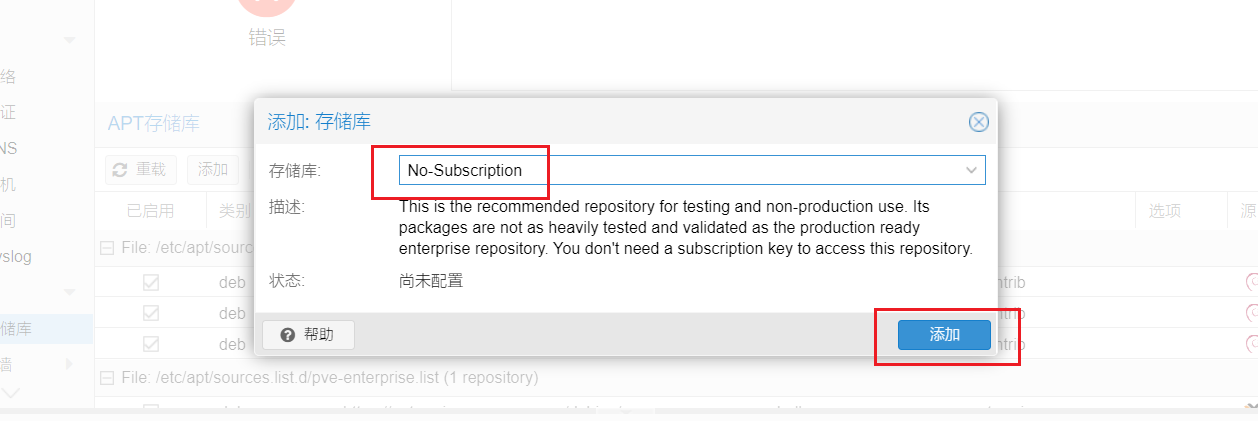 错误
络
证
NS
机
间
yslog
储库
墙
APT存储库
重载
添加
已启用
类别
选项
源
File: /etc/apt/sources
deb
ntrib
deb
ntrib
deb
ntrib
File: /etc/apt/sources.list.d/pve-enterprise.list (1 repository)
添加: 存储库
存储库:
No-Subscription
描述:
This is the recommended repository for testing and non-production use. Its
packages are not as heavily tested and validated as the production ready
enterprise repository. You don't need a subscription key to access this repository.
状态:
尚未配置
帮助
添加